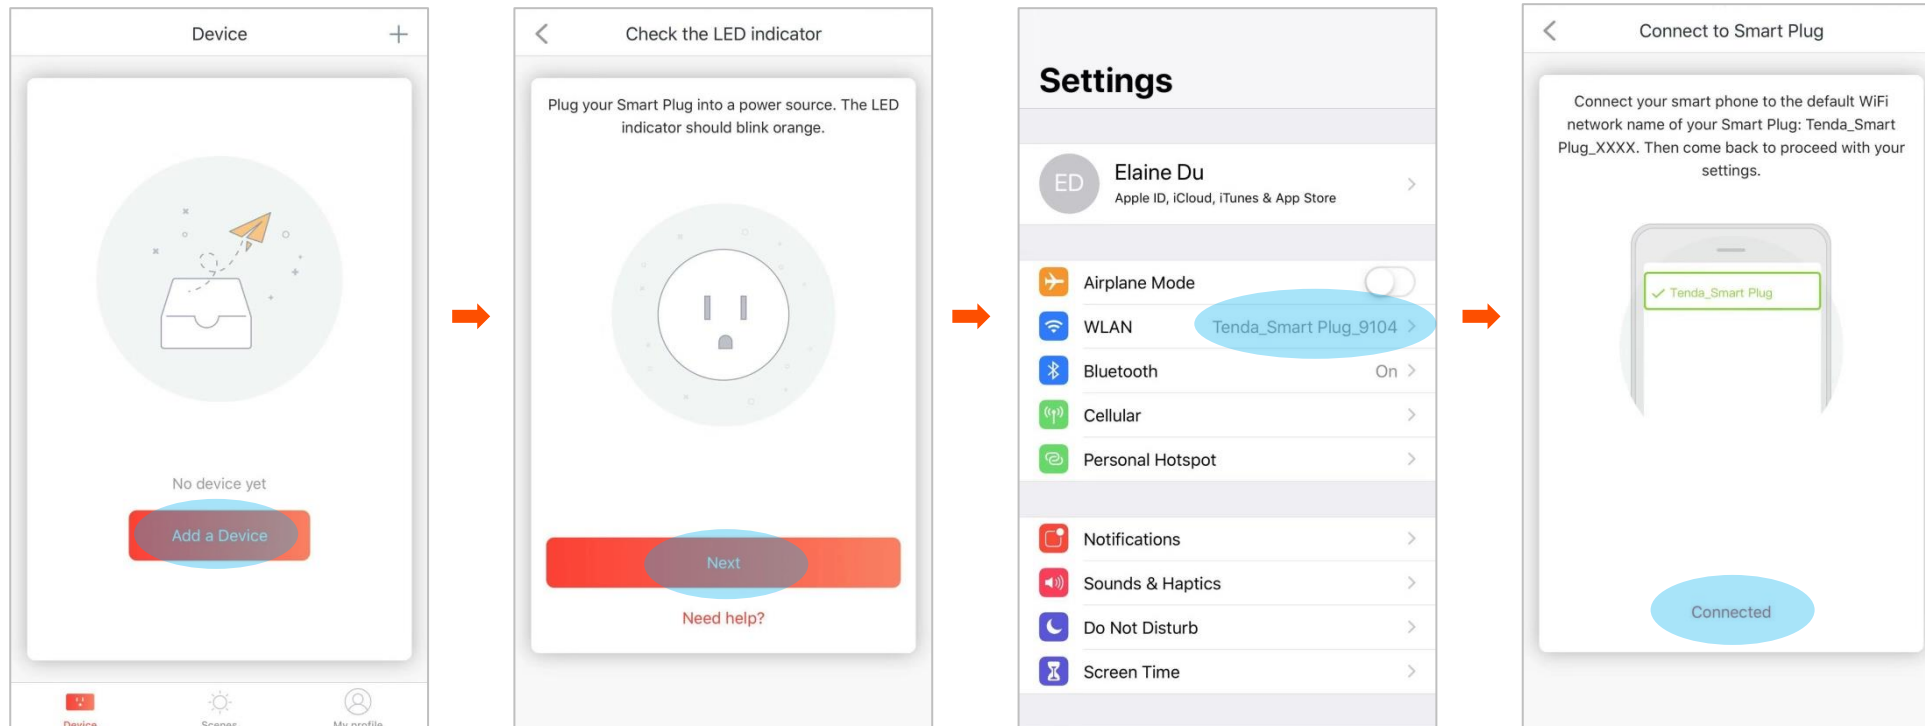 Device
No device yet
Add a Device
Device
Scenes
My profile
Check the LED indicator
Plug your Smart Plug into a power source. The LED
indicator should blink orange.
Next
Need help?
Settings
ED
Elaine Du
Apple ID, iCloud, iTunes & App Store
Airplane Mode
WLAN Tenda_Smart Plug_9104
Bluetooth On
Cellular
Personal Hotspot
Notifications
Sounds & Haptics
Do Not Disturb
Screen Time
Connect to Smart Plug
Connect your smart phone to the default WiFi
network name of your Smart Plug: Tenda_Smart
Plug_XXXX. Then come back to proceed with your
settings.
Tenda_Smart Plug
Connected